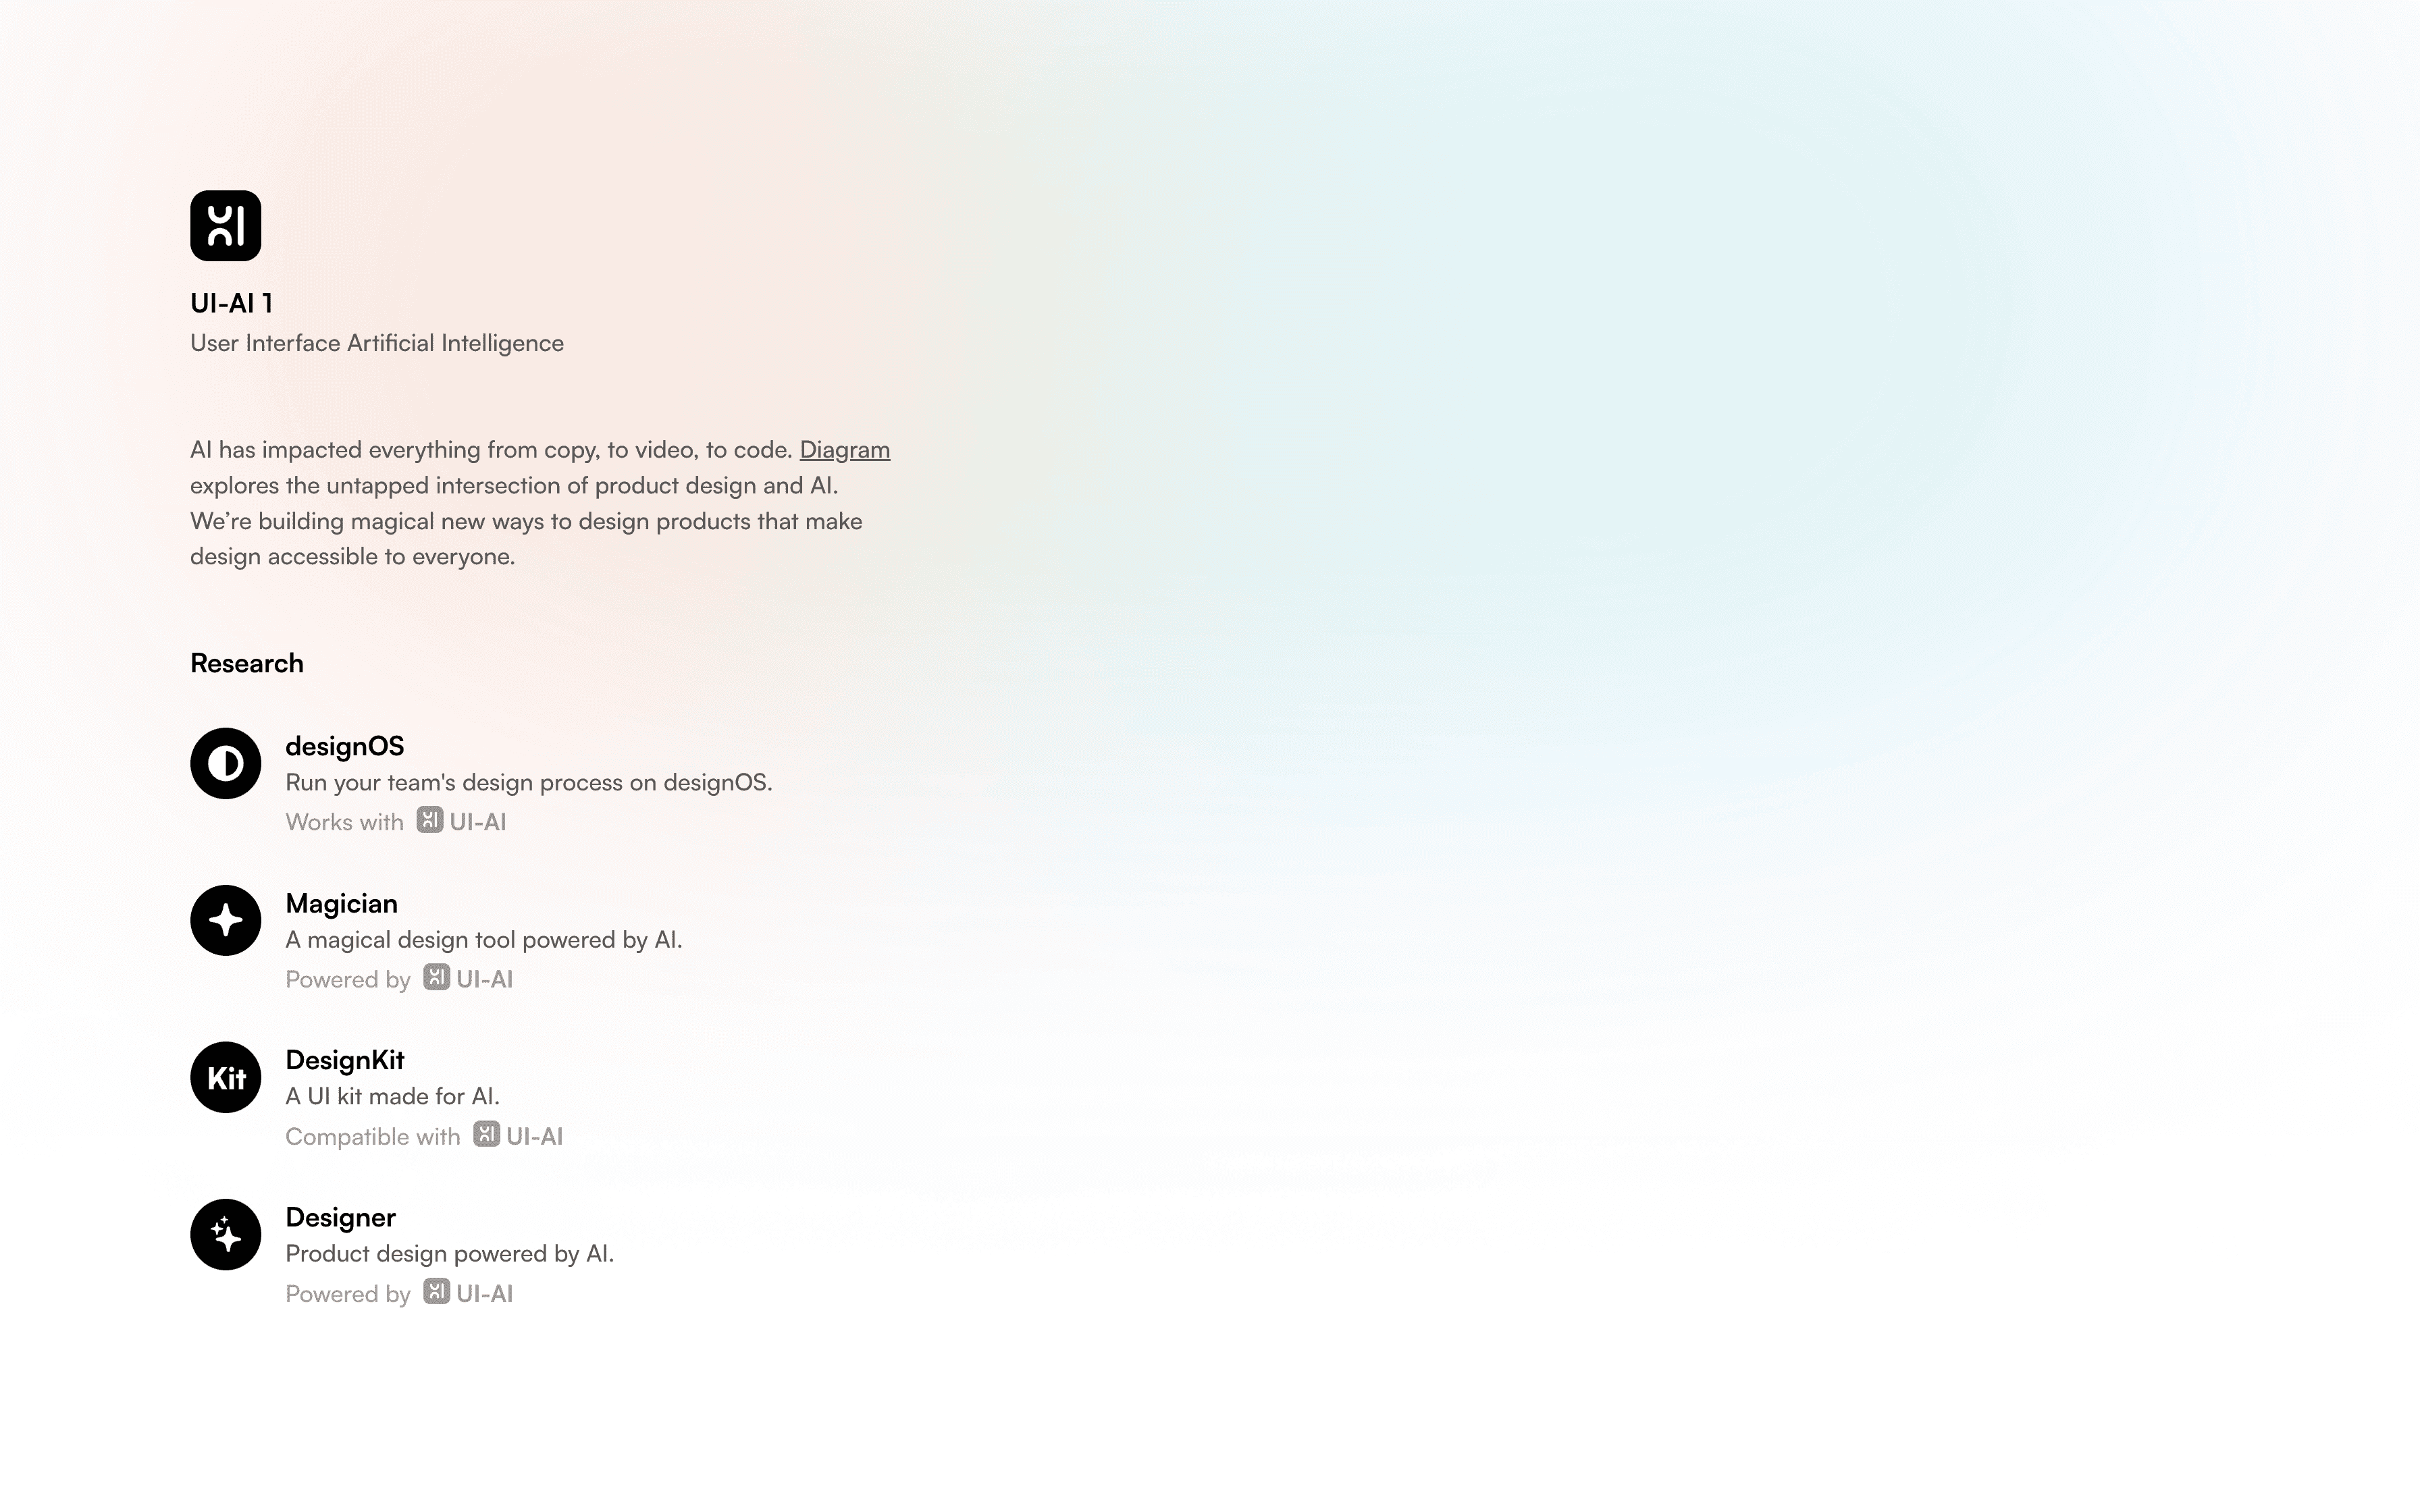 UI-AI 1
User Interface Artificial Intelligence
AI has impacted everything from copy, to video, to code. Diagram
explores the untapped intersection of product design and AI.
We’re building magical new ways to design products that make
design accessible to everyone.
Research
designOS
Run your team's design process on designOS.
Works with UI-AI
Magician
A magical design tool powered by AI.
Powered by UI-AI
Kit
DesignKit
A UI kit made for AI.
Compatible with UI-AI
Designer
Product design powered by AI.
Powered by UI-AI